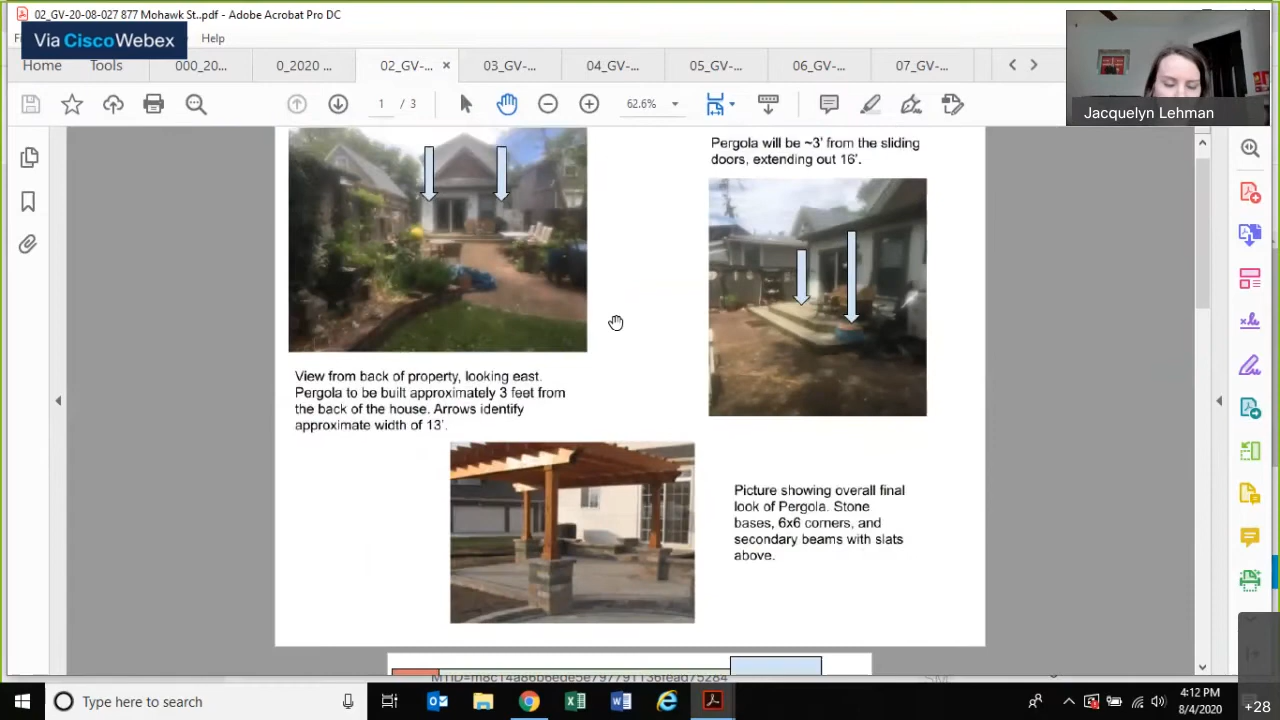 02_GV-20-08-027 877 Mohawk St..pdf - Adobe Acrobat Pro DC
Via Cisco Webex
Help
Home Tools 000_20... 0_2020 ... 02_GV-... × 03_GV-... 04_GV-... 05_GV-... 06_GV-... 07_GV-...
1 / 3 62.6%
Jacquelyn Lehman
Pergola will be ~3' from the sliding
doors, extending out 16'.
View from back of property, looking east.
Pergola to be built approximately 3 feet from
the back of the house. Arrows identify
approximate width of 13'.
Picture showing overall final
look of Pergola. Stone
bases, 6x6 corners, and
secondary beams with slats
above.
Type here to search
4:12 PM
8/4/2020
+28